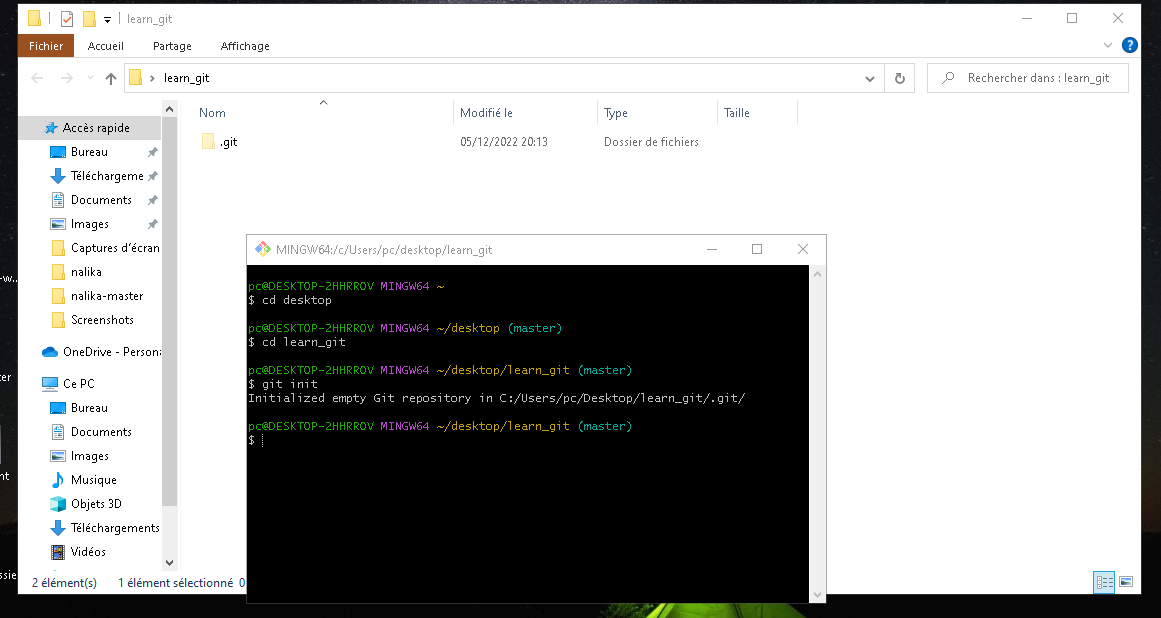 learn_git
Fichier Accueil Partage Affichage
learn_git
Rechercher dans : learn_git
Nom Modifié le Type Taille
.git 05/12/2022 20:13 Dossier de fichiers
Accès rapide
Bureau
Téléchargeme
Documents
Images
Captures d'écran
nalika
nalika-master
Screenshots
OneDrive - Persona
Ce PC
Bureau
Documents
Images
Musique
Objets 3D
Téléchargements
Vidéos
2 élément(s) 1 élément sélectionné 0
MINGW64:/c/Users/pc/desktop/learn_git
pc@DESKTOP-2HHRROV MINGW64 ~
$ cd desktop
pc@DESKTOP-2HHRROV MINGW64 ~/desktop (master)
$ cd learn_git
pc@DESKTOP-2HHRROV MINGW64 ~/desktop/learn_git (master)
$ git init
Initialized empty Git repository in C:/Users/pc/Desktop/learn_git/.git/
pc@DESKTOP-2HHRROV MINGW64 ~/desktop/learn_git (master)
$